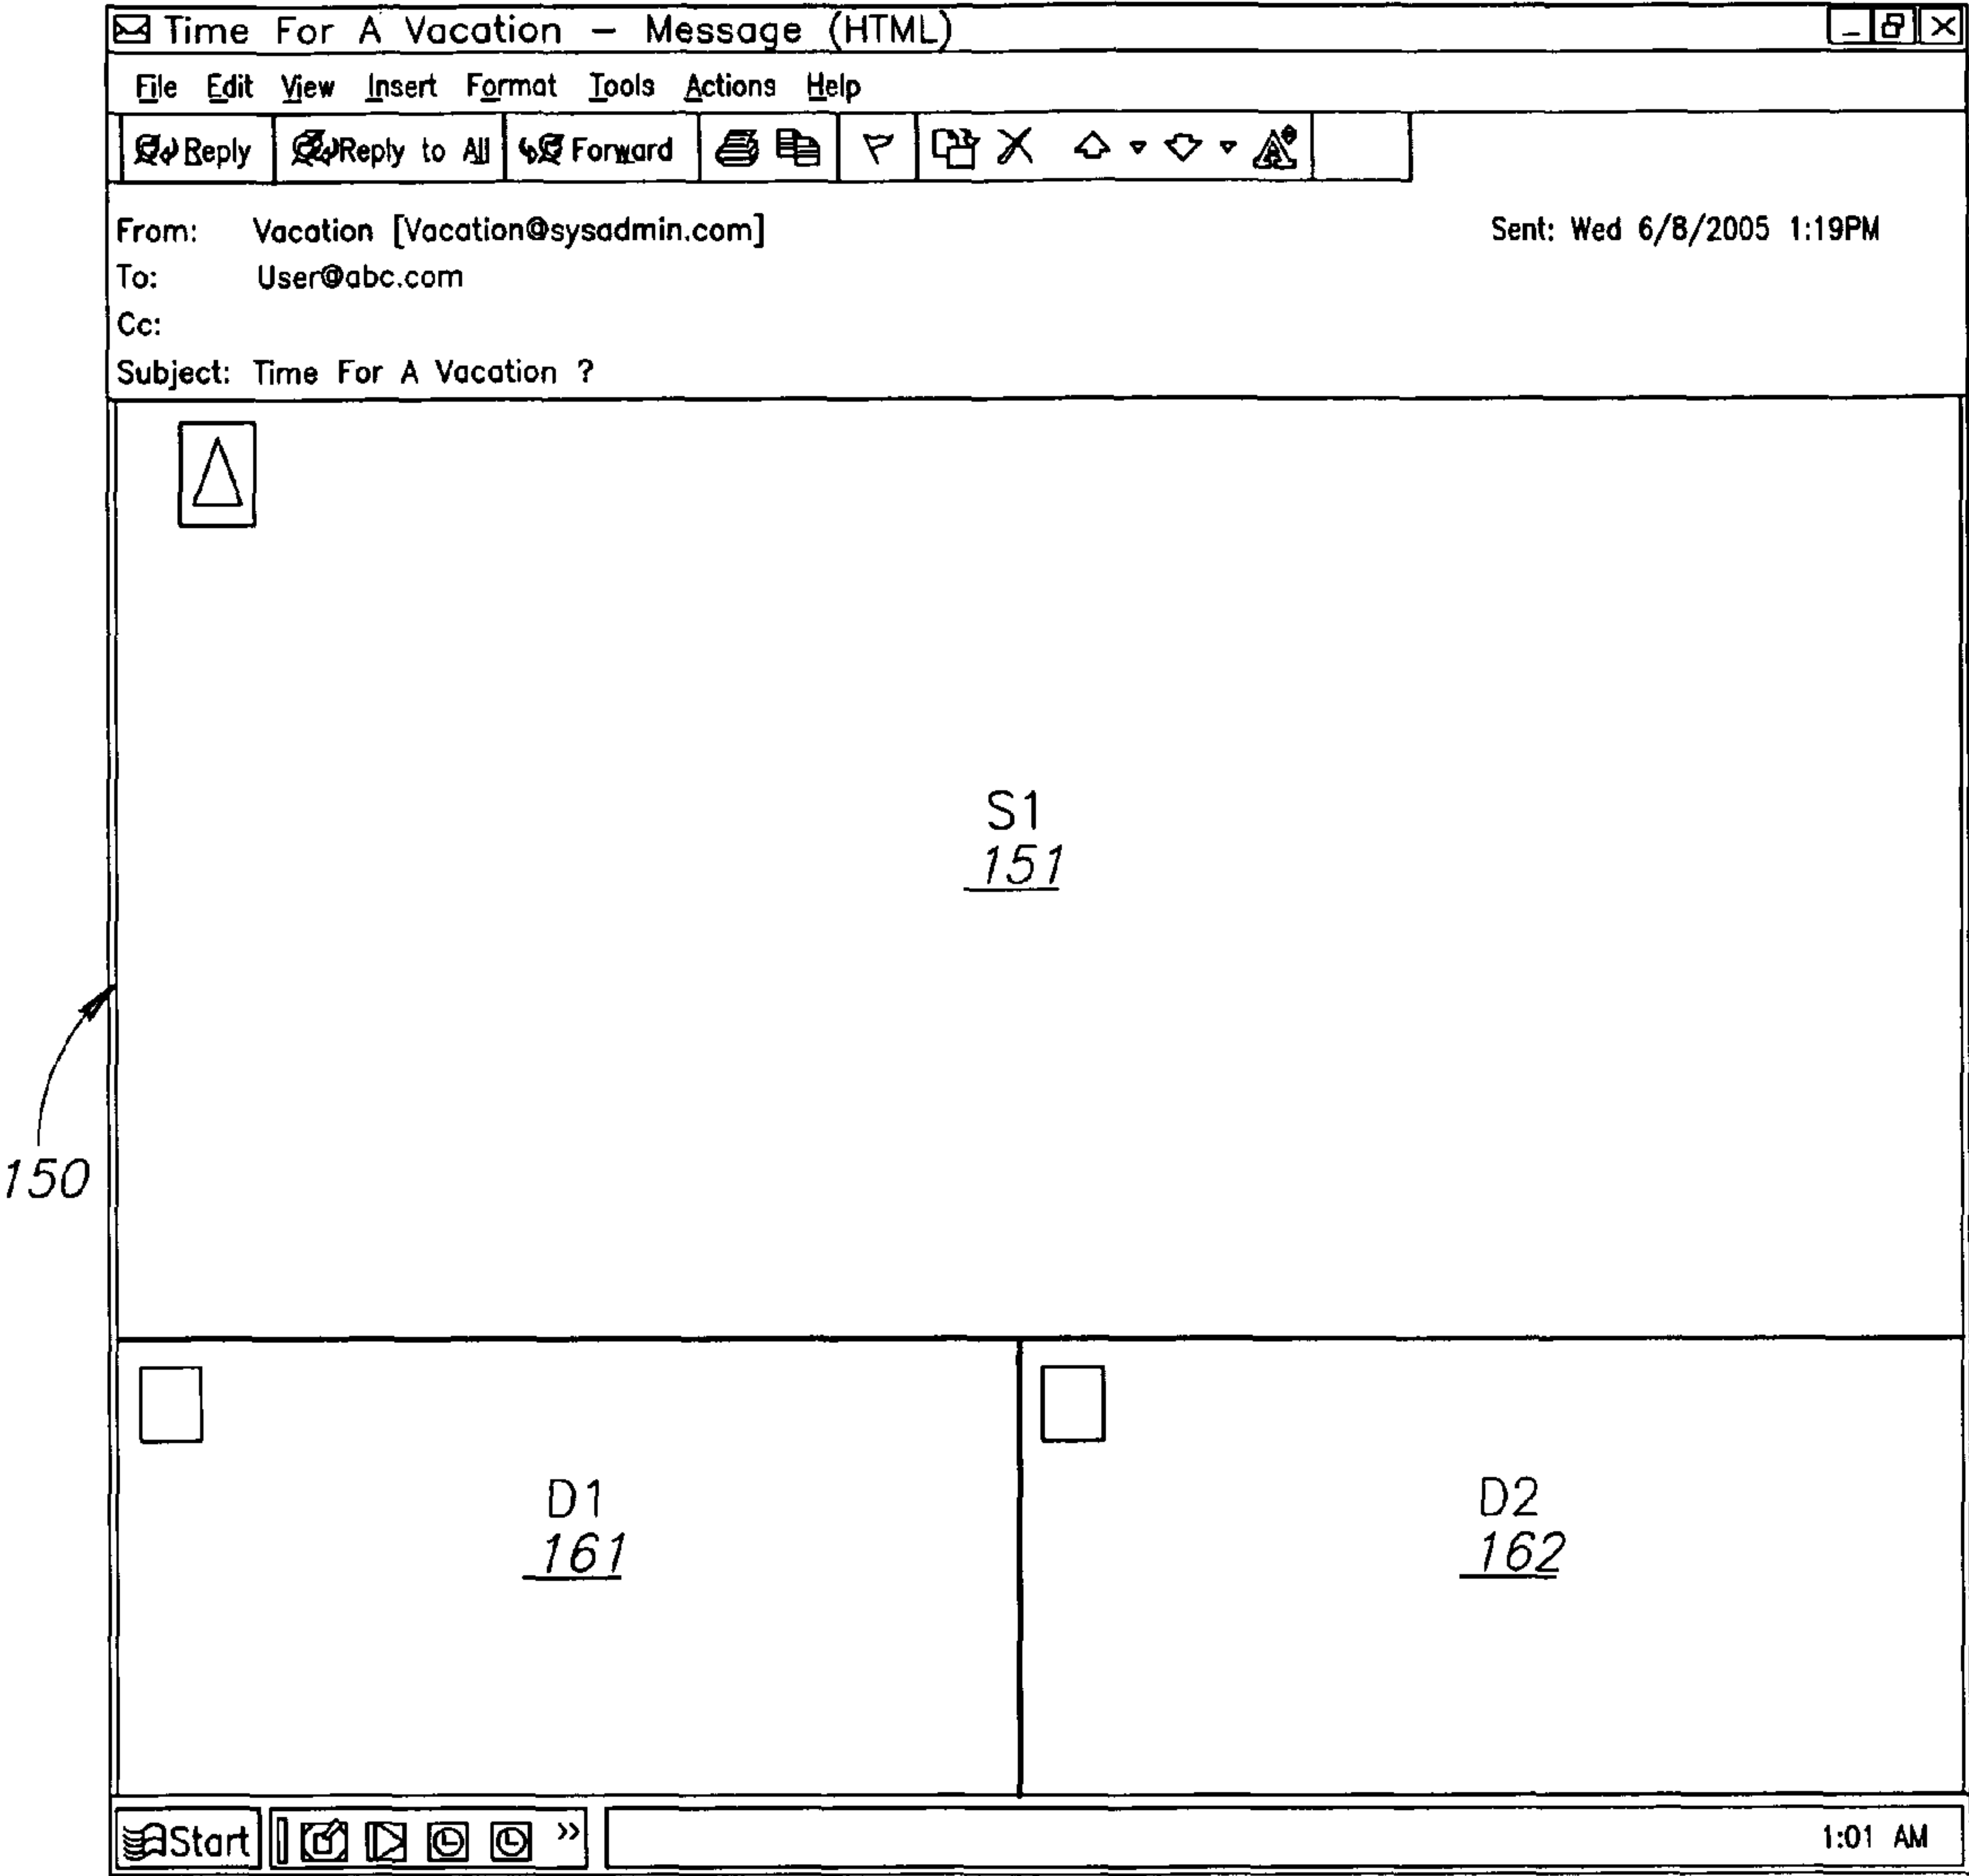 Time For A Vacation – Message (HTML)
File Edit View Insert Format Tools Actions Help
Reply Reply to All Forward
From: Vacation [Vacation@sysadmin.com] Sent: Wed 6/8/2005 1:19PM
To: User@abc.com
Cc:
Subject: Time For A Vacation ?
S1
151
150
D1 D2
161 162
Start » 1:01 AM